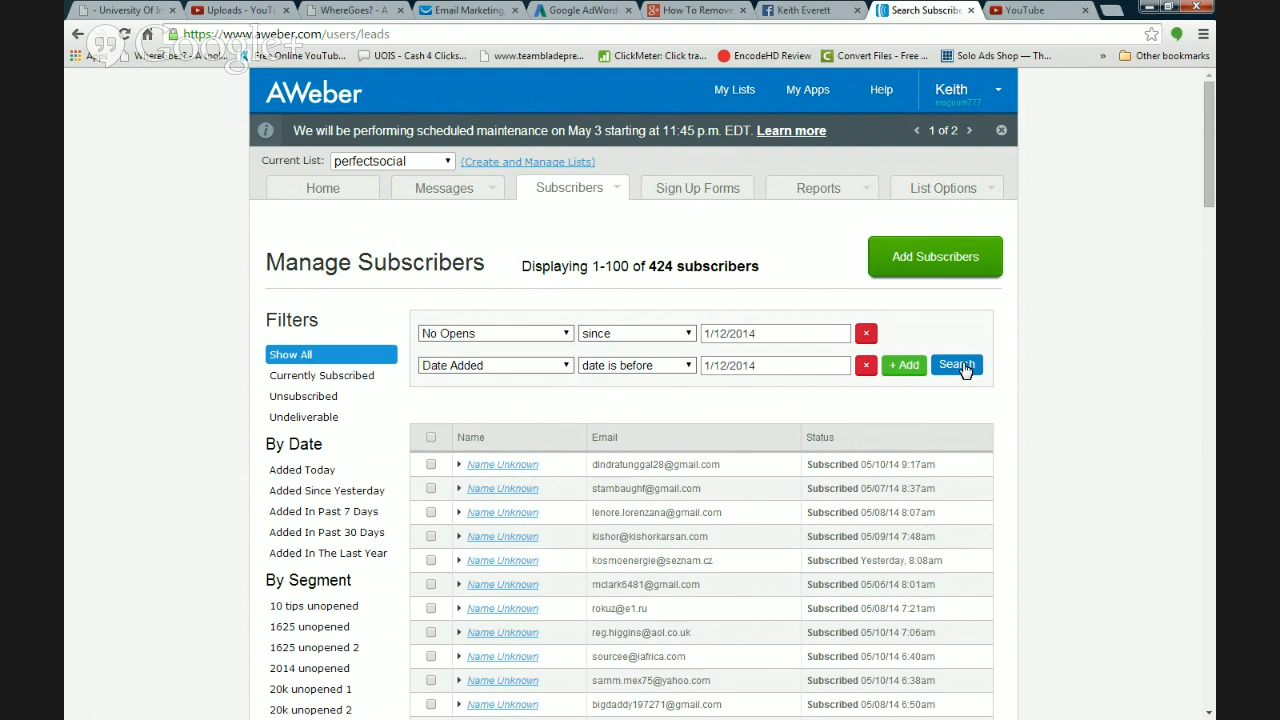 - University Of I
Uploads - YouT
WhereGoes? - A
Email Marketing,
Google AdWord
How To Remove
Keith Everett
Search Subscribe
YouTube
https://www.aweber.com/users/leads
Google+
Apps
WhereGoes?
Free Online YouTub...
UOIS - Cash 4 Clicks...
www.teambladepre...
ClickMeter: Click tra...
EncodeHD Review
Convert Files - Free ...
Solo Ads Shop — Th...
»
Other bookmarks
AWeber
My Lists
My Apps
Help
Keith
magnum777
We will be performing scheduled maintenance on May 3 starting at 11:45 p.m. EDT. Learn more
1 of 2
Current List: perfectsocial (Create and Manage Lists)
Home
Messages
Subscribers
Sign Up Forms
Reports
List Options
Manage Subscribers
Displaying 1-100 of 424 subscribers
Add Subscribers
Filters
Show All
Currently Subscribed
Unsubscribed
Undeliverable
By Date
Added Today
Added Since Yesterday
Added In Past 7 Days
Added In Past 30 Days
Added In The Last Year
By Segment
10 tips unopened
1625 unopened
1625 unopened 2
2014 unopened
20k unopened 1
20k unopened 2
No Opens since 1/12/2014 ×
Date Added date is before 1/12/2014 × + Add Search
Name Email Status
Name Unknown dindratunggal28@gmail.com Subscribed 05/10/14 9:17am
Name Unknown stambaughf@gmail.com Subscribed 05/07/14 8:37am
Name Unknown lenore.lorenzana@gmail.com Subscribed 05/08/14 8:07am
Name Unknown kishor@kishorkarsan.com Subscribed 05/09/14 7:48am
Name Unknown kosmoenergie@seznam.cz Subscribed Yesterday, 8:08am
Name Unknown mclark6481@gmail.com Subscribed 05/06/14 8:01am
Name Unknown rokuz@e1.ru Subscribed 05/08/14 7:21am
Name Unknown reg.higgins@aol.co.uk Subscribed 05/10/14 7:06am
Name Unknown sourcee@iafrica.com Subscribed 05/10/14 6:40am
Name Unknown samm.mex75@yahoo.com Subscribed 05/10/14 6:38am
Name Unknown bigdaddy197271@gmail.com Subscribed 05/08/14 6:50am